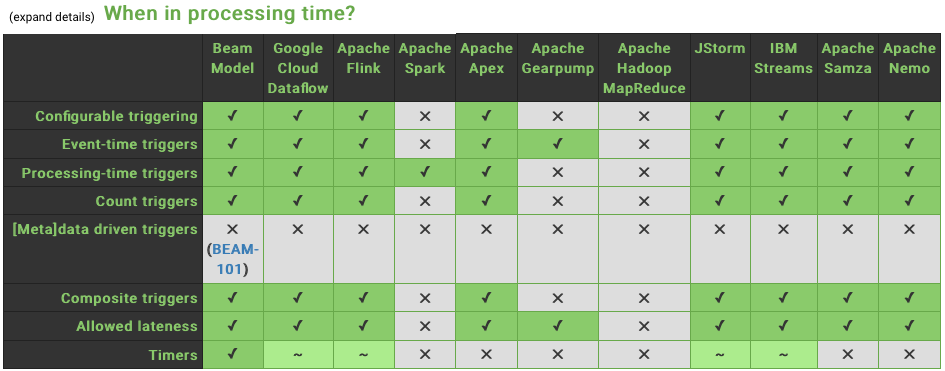 (expand details) When in processing time?
Beam Model Google Cloud Dataflow Apache Flink Apache Spark Apache Apex Apache Gearpump Apache Hadoop MapReduce JStorm IBM Streams Apache Samza Apache Nemo
Configurable triggering ✓ ✓ ✓ ✕ ✓ ✕ ✕ ✓ ✓ ✓ ✓
Event-time triggers ✓ ✓ ✓ ✕ ✓ ✓ ✕ ✓ ✓ ✓ ✓
Processing-time triggers ✓ ✓ ✓ ✓ ✓ ✕ ✕ ✓ ✓ ✓ ✓
Count triggers ✓ ✓ ✓ ✕ ✓ ✕ ✕ ✓ ✓ ✓ ✓
[Meta]data driven triggers ✕ (BEAM-101) ✕ ✕ ✕ ✕ ✕ ✕ ✕ ✕ ✕ ✕
Composite triggers ✓ ✓ ✓ ✕ ✓ ✕ ✕ ✓ ✓ ✓ ✓
Allowed lateness ✓ ✓ ✓ ✕ ✓ ✓ ✕ ✓ ✓ ✓ ✓
Timers ✓ ~ ~ ✕ ✕ ✕ ✕ ~ ~ ✕ ✕